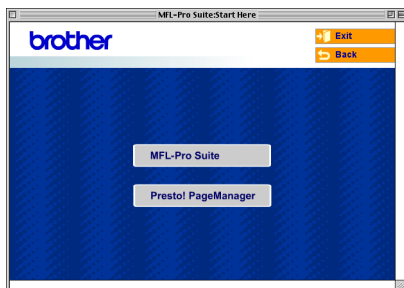 MFL-Pro Suite:Start Here
brother
Exit
Back
MFL-Pro Suite
Presto! PageManager